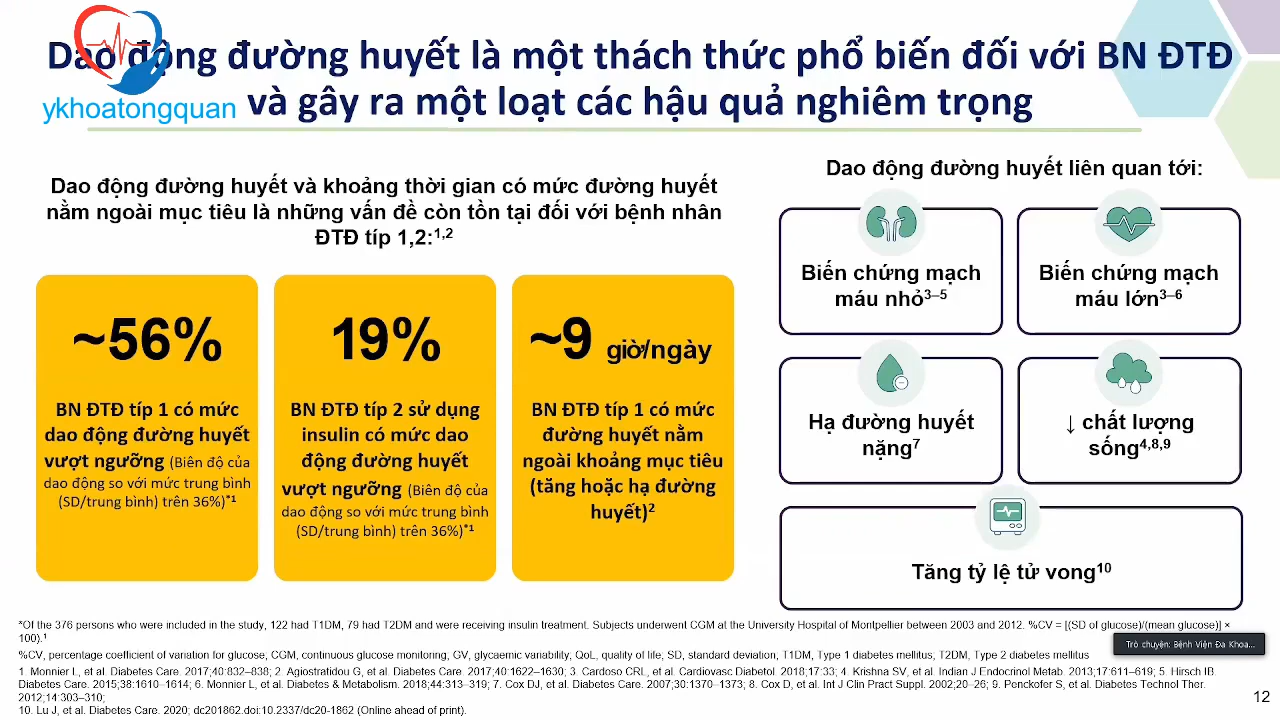 Dao động đường huyết là một thách thức phổ biến đối với BN ĐTĐ
và gây ra một loạt các hậu quả nghiêm trọng
ykhoatongquan
Dao động đường huyết và khoảng thời gian có mức đường huyết
nằm ngoài mục tiêu là những vấn đề còn tồn tại đối với bệnh nhân
ĐTĐ típ 1,2:1,2
~56%
BN ĐTĐ típ 1 có mức
dao động đường huyết
vượt ngưỡng (Biên độ của
dao động so với mức trung bình
(SD/trung bình) trên 36%)*1
19%
BN ĐTĐ típ 2 sử dụng
insulin có mức dao
động đường huyết
vượt ngưỡng (Biên độ của
dao động so với mức trung bình
(SD/trung bình) trên 36%)*1
~9 giờ/ngày
BN ĐTĐ típ 1 có mức
đường huyết nằm
ngoài khoảng mục tiêu
(tăng hoặc hạ đường
huyết)2
Dao động đường huyết liên quan tới:
Biến chứng mạch
máu nhỏ3–5
Biến chứng mạch
máu lớn3–6
Hạ đường huyết
nặng7
↓ chất lượng
sống4,8,9
Tăng tỷ lệ tử vong10
*Of the 376 persons who were included in the study, 122 had T1DM, 79 had T2DM and were receiving insulin treatment. Subjects underwent CGM at the University Hospital of Montpellier between 2003 and 2012. %CV = [(SD of glucose)/(mean glucose)] ×
100).1
%CV, percentage coefficient of variation for glucose; CGM, continuous glucose monitoring, GV, glycaemic variability; QoL, quality of life; SD, standard deviation; T1DM, Type 1 diabetes mellitus; T2DM, Type 2 diabetes mellitus
Trò chuyện: Bệnh Viện Đa Khoa...
1. Monnier L, et al. Diabetes Care. 2017;40:832–838; 2. Agiostratidou G, et al. Diabetes Care. 2017;40:1622–1630; 3. Cardoso CRL, et al. Cardiovasc Diabetol. 2018;17:33; 4. Krishna SV, et al. Indian J Endocrinol Metab. 2013;17:611–619; 5. Hirsch IB.
Diabetes Care. 2015;38:1610–1614; 6. Monnier L, et al. Diabetes & Metabolism. 2018;44:313–319; 7. Cox DJ, et al. Diabetes Care. 2007;30:1370–1373; 8. Cox D, et al. Int J Clin Pract Suppl. 2002;20–26; 9. Penckofer S, et al. Diabetes Technol Ther.
2012;14:303–310;
10. Lu J, et al. Diabetes Care. 2020; dc201862.doi:10.2337/dc20-1862 (Online ahead of print).
12